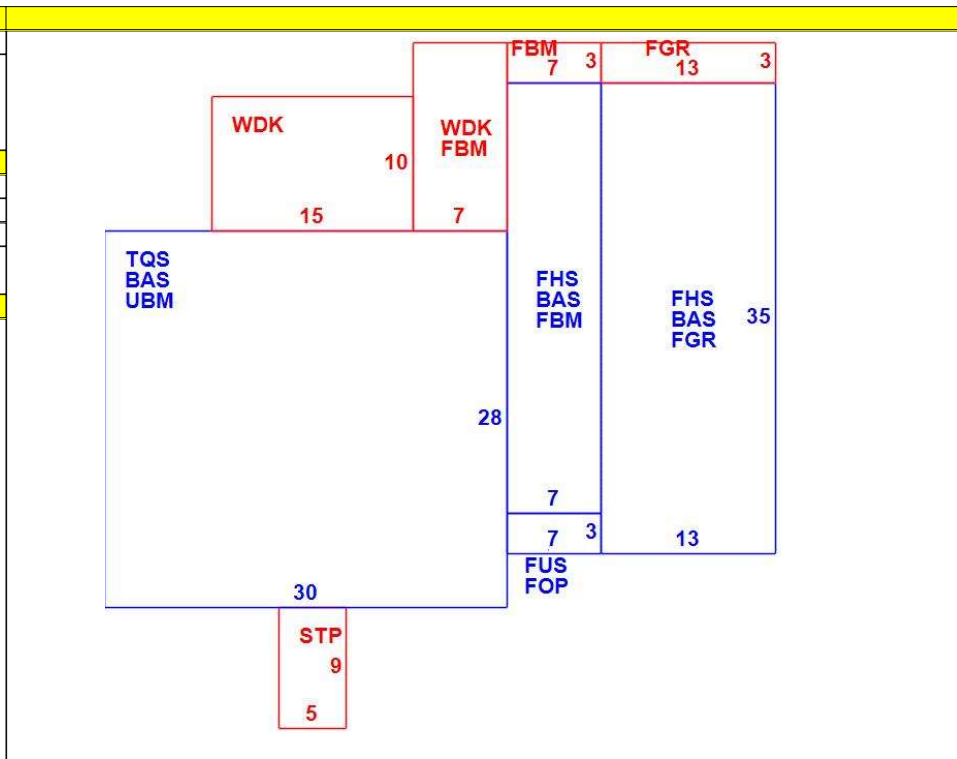 FBM
7
3
FGR
13
3
WDK
10
15
WDK
FBM
7
TQS
BAS
UBM
28
30
FHS
BAS
FBM
7
FHS
BAS
FGR
35
13
7
3
FUS
FOP
STP
9
5